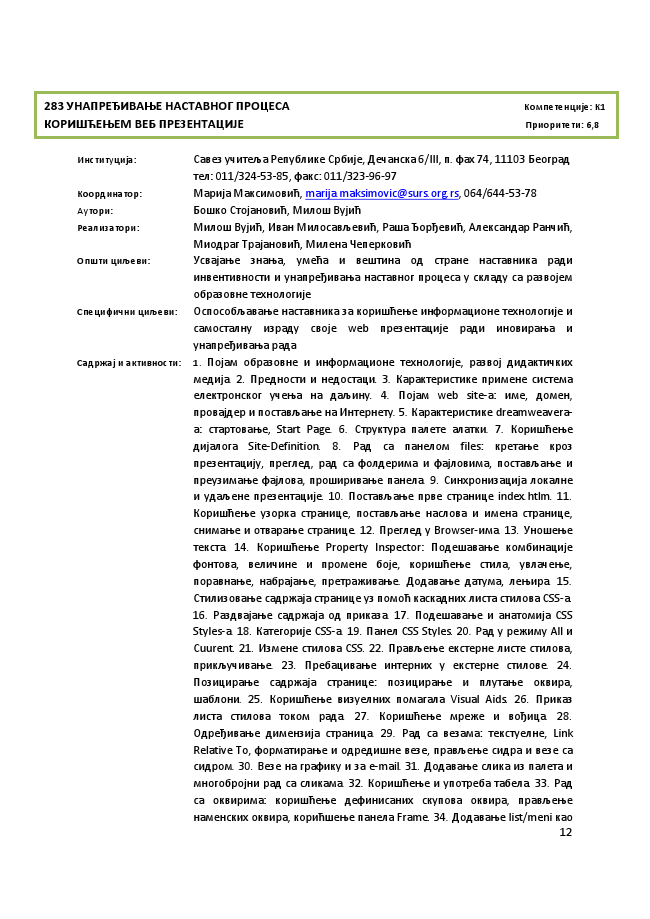 283 УНАПРЕЂИВАЊЕ НАСТАВНОГ ПРОЦЕСА
Компетенције: К1
КОРИШЋЕЊЕМ ВЕБ ПРЕЗЕНТАЦИЈЕ
Приоритети: 6,8
Институција: Савез учитеља Републике Србије, Дечанска 6/III, п. фах 74, 11103 Београд
тел: 011/324-53-85, факс: 011/323-96-97
Координатор: Марија Максимовић, marija.maksimovic@surs.org.rs, 064/644-53-78
Аутори: Бошко Стојановић, Милош Вујић
Реализатори: Милош Вујић, Иван Милосављевић, Раша Ђорђевић, Александар Ранчић,
Миодраг Трајановић, Милена Чеперковић
Општи циљеви: Усвајање знања, умећа и вештина од стране наставника ради
инвентивности и унапређивања наставног процеса у складу са развојем
образовне технологије
Специфични циљеви: Оспособљавање наставника за коришћење информационе технологије и
самосталну израду своје web презентације ради иновирања и
унапређивања рада
Садржај и активности: 1. Појам образовне и информационе технологије, развој дидактичких
медија. 2. Предности и недостаци. 3. Карактеристике примене система
електронског учења на даљину. 4. Појам web site-а: име, домен,
провајдер и постављање на Интернету. 5. Карактеристике dreamweavera-
а: стартовање, Start Page. 6. Структура палете алатки. 7. Коришћење
дијалога Site-Definition. 8. Рад са панелом files: кретање кроз
презентацију, преглед, рад са фолдерима и фајловима, постављање и
преузимање фајлова, проширивање панела. 9. Синхронизација локалне
и удаљене презентације. 10. Постављање прве странице index.htlm. 11.
Коришћење узорка странице, постављање наслова и имена странице,
снимање и отварање странице. 12. Преглед у Browser-има. 13. Уношење
текста. 14. Коришћење Property Inspector: Подешавање комбинације
фонтова, величине и промене боје, коришћење стила, увлачење,
поравнање, набрајање, претраживање. Додавање датума, лењира. 15.
Стилизовање садржаја странице уз помоћ каскадних листа стилова CSS-а.
16. Раздвајање садржаја од приказа. 17. Подешавање и анатомија CSS
Styles-а. 18. Категорије CSS-а. 19. Панел CSS Styles. 20. Рад у режиму All и
Cuurent. 21. Измене стилова CSS. 22. Прављење екстерне листе стилова,
прикључивање. 23. Пребацивање интерних у екстерне стилове. 24.
Позицирање садржаја странице: позицирање и плутање оквира,
шаблони. 25. Коришћење визуелних помагала Visual Aids. 26. Приказ
листа стилова током рада. 27. Коришћење мреже и вођица. 28.
Одређивање димензија страница. 29. Рад са везама: текстуелне, Link
Relative To, форматирање и одредишне везе, прављење сидра и везе са
сидром. 30. Везе на графику и за e-mail. 31. Додавање слика из палета и
многобројни рад са сликама. 32. Коришћење и употреба табела. 33. Рад
са оквирима: коришћење дефинисаних скупова оквира, прављење
наменских оквира, корићшење панела Frame. 34. Додавање list/meni као
12